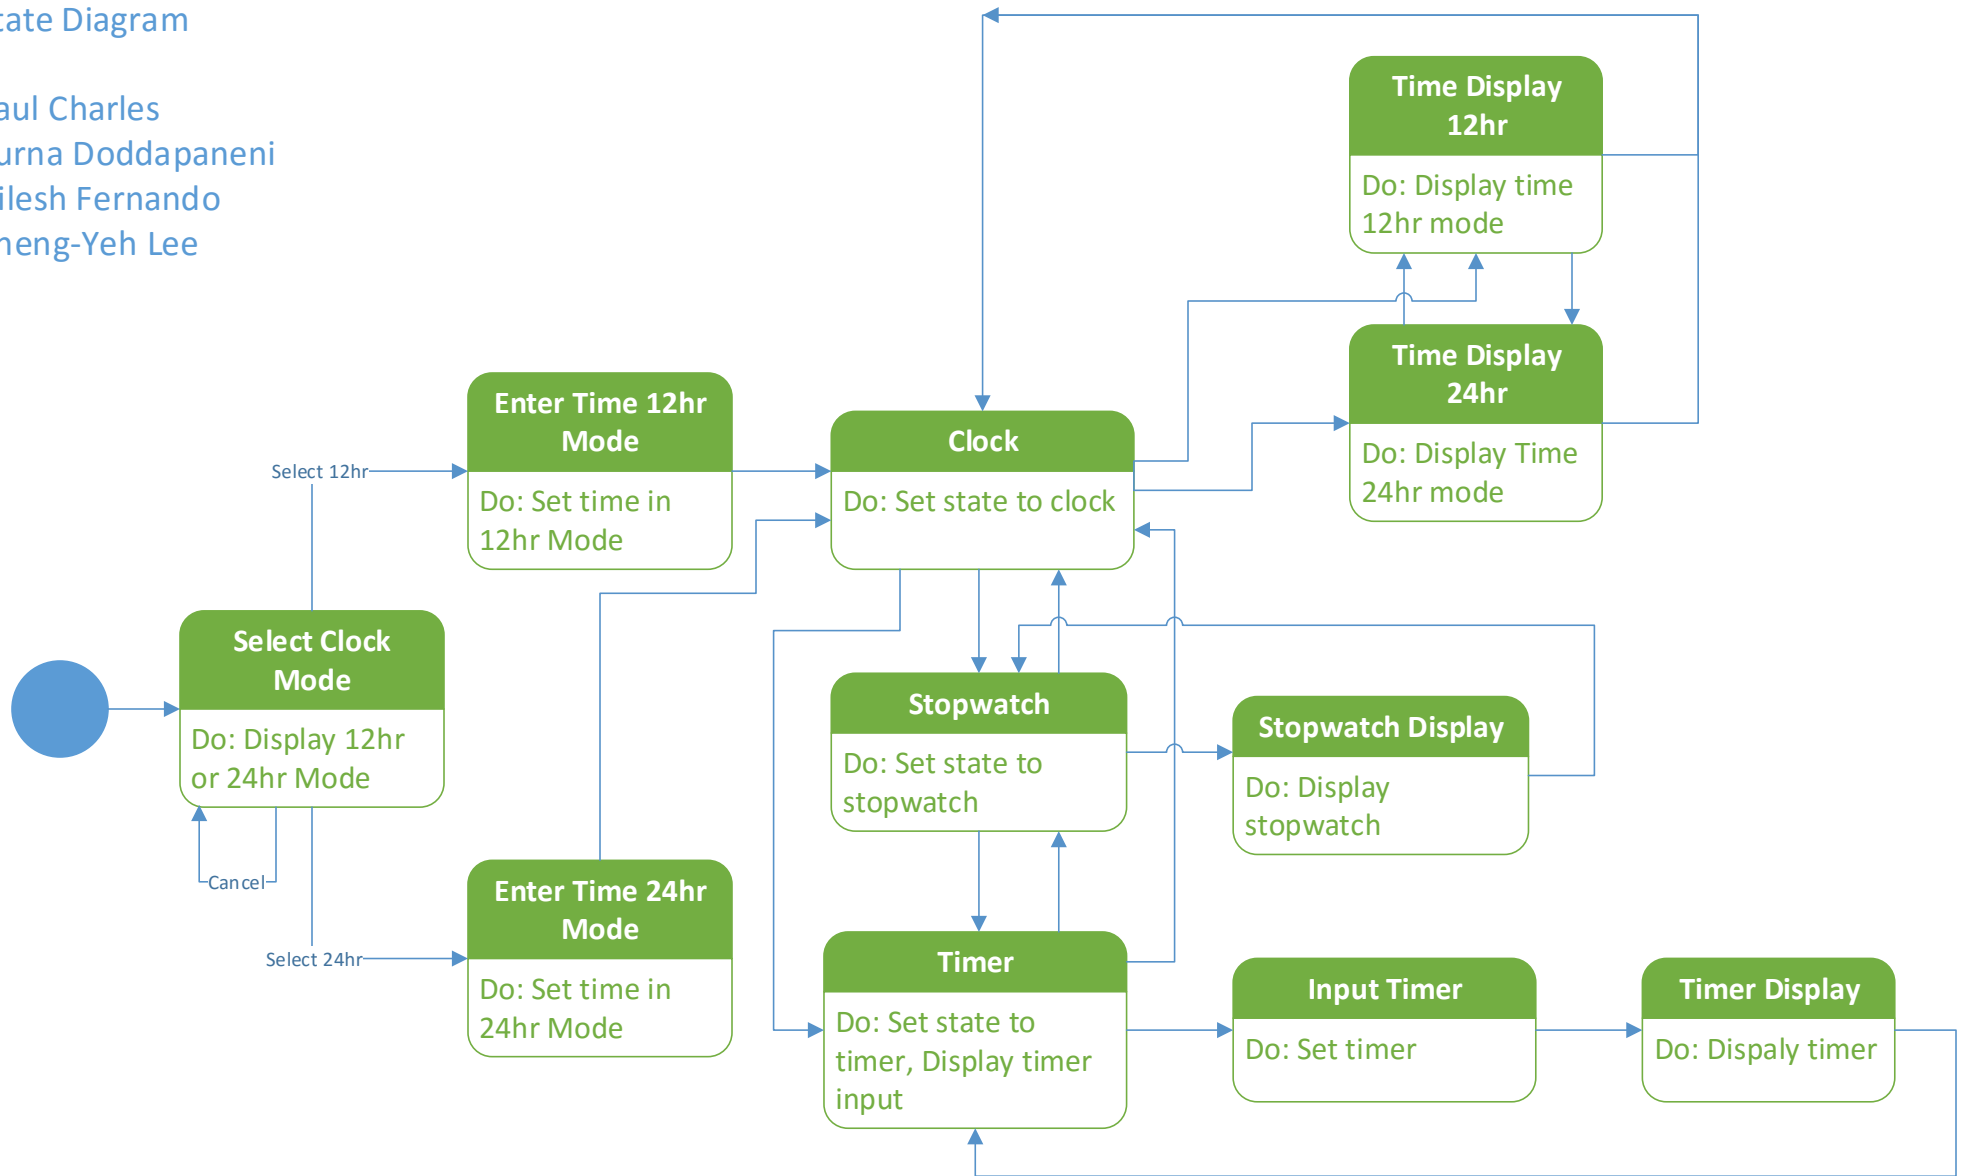 tate Diagram
aul Charles
urna Doddapaneni
ilesh Fernando
heng-Yeh Lee
Time Display
12hr
Do: Display time
12hr mode
Time Display
24hr
Do: Display Time
24hr mode
Enter Time 12hr
Mode
Do: Set time in
12hr Mode
Clock
Do: Set state to clock
Select 12hr
Select Clock
Mode
Do: Display 12hr
or 24hr Mode
Cancel
Select 24hr
Enter Time 24hr
Mode
Do: Set time in
24hr Mode
Stopwatch
Do: Set state to
stopwatch
Stopwatch Display
Do: Display
stopwatch
Timer
Do: Set state to
timer, Display timer
input
Input Timer
Do: Set timer
Timer Display
Do: Dispaly timer